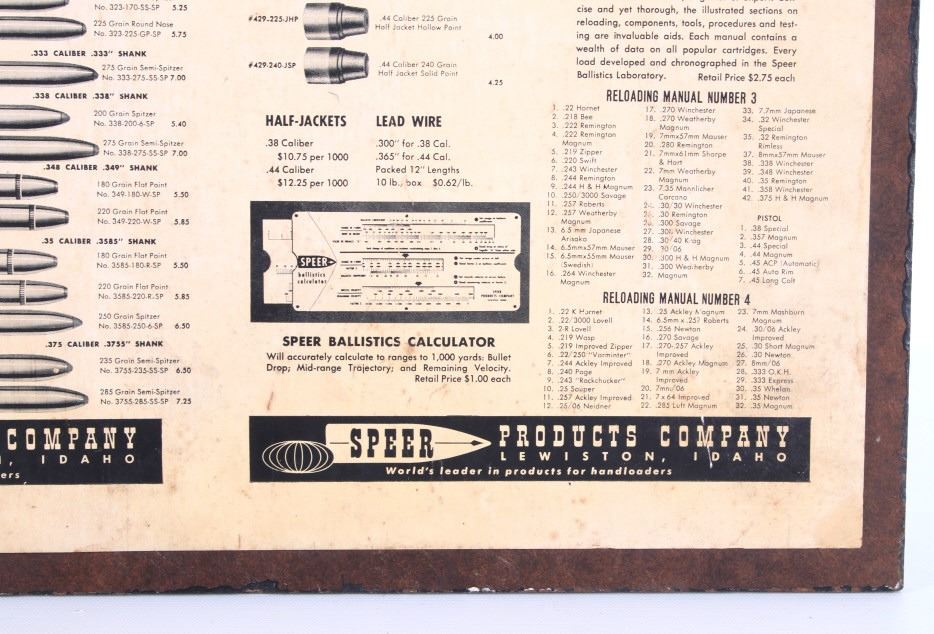 No. 323-170-SS-SP 5.25
225 Grain Round Nose
No. 323-225-GP-SP 5.75
.333 CALIBER .333" SHANK
275 Grain Semi-Spitzer
No. 333-275-SS-SP 7.00
.338 CALIBER .338" SHANK
200 Grain Spitzer
No. 338-200-6-SP 5.40
275 Grain Semi-Spitzer
No. 338-275-SS-SP 7.00
.348 CALIBER .349" SHANK
180 Grain Flat Point
No. 349-180-W-SP 5.50
220 Grain Flat Point
No. 349-220-W-SP 5.85
.35 CALIBER .3585" SHANK
180 Grain Flat Point
No. 3585-180-R-SP 5.50
220 Grain Flat Point
No. 3585-220-R-SP 5.85
250 Grain Spitzer
No. 3585-250-6-SP 6.50
.375 CALIBER .3755" SHANK
235 Grain Semi-Spitzer
No. 3755-235-SS-SP 6.50
285 Grain Semi-Spitzer
No. 3755-285-SS-SP 7.25
COMPANY
IDAHO
ers
#429-225-JHP
.44 Caliber 225 Grain
Half Jacket Hollow Point
4.00
#429-240-JSP
.44 Caliber 240 Grain
Half Jacket Solid Point
4.25
HALF-JACKETS
.38 Caliber
$10.75 per 1000
.44 Caliber
$12.25 per 1000
LEAD WIRE
.300" for .38 Cal.
.365" for .44 Cal.
Packed 12" Lengths
10 lb. box $0.62/lb.
SPEER
ballistics
calculator
SPEER
PRODUCTS COMPANY
SPEER BALLISTICS CALCULATOR
Will accurately calculate to ranges to 1,000 yards: Bullet
Drop; Mid-range Trajectory; and Remaining Velocity.
Retail Price $1.00 each
cise and yet thorough, the illustrated sections on
reloading, components, tools, procedures and test-
ing are invaluable aids. Each manual contains a
wealth of data on all popular cartridges. Every
load developed and chronographed in the Speer
Ballistics Laboratory. Retail Price $2.75 each
RELOADING MANUAL NUMBER 3
1. .22 Hornet
2. .218 Bee
3. .222 Remington
4. .222 Remington
Magnum
5. .219 Zipper
6. .220 Swift
7. .243 Winchester
8. .244 Remington
9. .244 H & H Magnum
10. .250/3000 Savage
11. .257 Roberts
12. .257 Weatherby
Magnum
13. 6.5 mm Japanese
Arisaka
14. 6.5mmx57mm Mauser
15. 6.5mmx55mm Mauser
(Swedish)
16. .264 Winchester
Magnum
17. .270 Winchester
18. .270 Weatherby
Magnum
19. 7mmx57mm Mauser
20. .280 Remington
21. 7mmx61mm Sharpe
& Hart
22. 7mm Weatherby
Magnum
23. 7.35 Mannlicher
Carcano
.30/30 Winchester
.30 Remington
.300 Savage
27. .30 Winchester
28. .30/40 Krag
29. .30/06
30. .300 H & H Magnum
31. .300 Weatherby
32. Magnum
33. 7.7mm Japanese
34. .32 Winchester
Special
35. .32 Remington
Rimless
37. 8mmx57mm Mauser
38. .338 Winchester
39. .348 Winchester
40. .35 Remington
41. .358 Winchester
42. .375 H & H Magnum
PISTOL
1. .38 Special
2. .357 Magnum
3. .44 Special
4. .44 Magnum
5. .45 ACP (Automatic)
6. .45 Auto Rim
7. .45 Long Colt
RELOADING MANUAL NUMBER 4
1. .22 K Hornet
2. .22/3000 Lovell
3. 2-R Lovell
4. .219 Wasp
5. .219 Improved Zipper
6. .22/250 "Varminter"
7. .244 Ackley Improved
8. .240 Page
9. .243 "Rockchucker"
10. .25 Souper
11. .257 Ackley Improved
12. .25/06 Neidner
13. .25 Ackley Magnum
14. 6.5mm x .257 Roberts
15. .256 Newton
16. .270 Savage
17. .270-.257 Ackley
Improved
18. .270 Ackley Magnum
19. 7 mm Ackley
Improved
20. 7mm/06
21. 7x64 Improved
22. .285 Luft Magnum
23. 7mm Mashburn
Magnum
24. .30/06 Ackley
Improved
25. .30 Short Magnum
26. .30 Newton
27. 8mm/06
28. .333 O.K.H.
29. .333 Express
30. .35 Whelan
31. .35 Newton
32. .35 Magnum
SPEER PRODUCTS COMPANY
LEWISTON, IDAHO
World's leader in products for handloaders